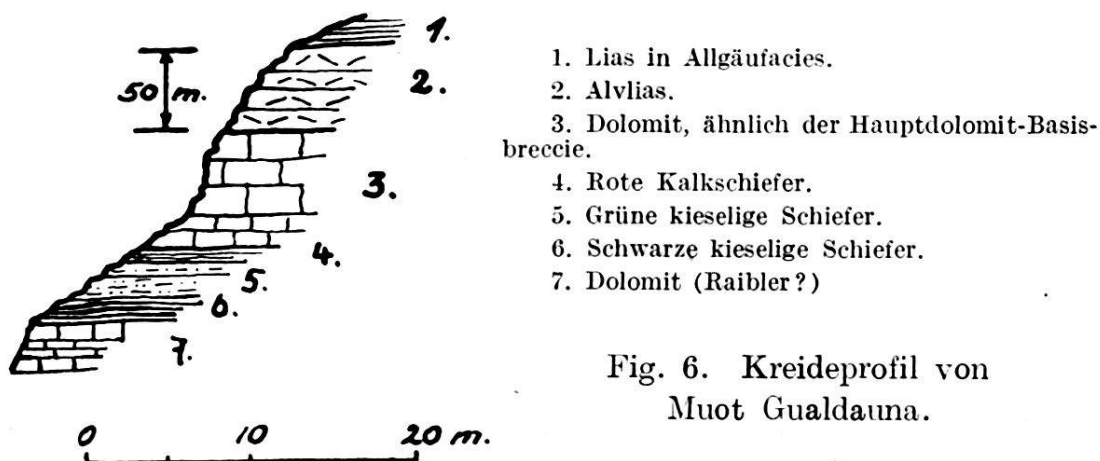 1.
2.
50 m.
3.
4.
5.
6.
7.
0 10 20 m.
1. Lias in Allgäufacies.
2. Alvlias.
3. Dolomit, ähnlich der Hauptdolomit-Basis-
breccie.
4. Rote Kalkschiefer.
5. Grüne kieselige Schiefer.
6. Schwarze kieselige Schiefer.
7. Dolomit (Raibler?)
Fig. 6. Kreideprofil von
Muot Gualdauna.